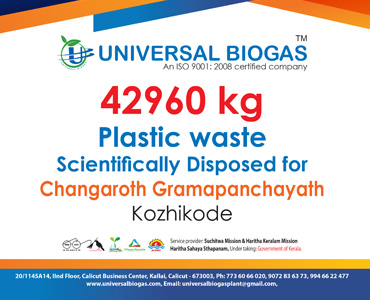 UNIVERSAL BIOGAS TM
An ISO 9001: 2008 certified company
42960 kg
Plastic waste
Scientifically Disposed for
Changaroth Gramapanchayath
Kozhikode
Service provider: Suchitwa Mission & Haritha Keralam Mission
Haritha Sahaya Sthapanam, Under taking: Government of Kerala.
20/1145A14, IInd Floor, Calicut Business Center, Kallai, Calicut - 673003, Ph: 773 60 66 020, 9072 83 63 73, 994 66 22 477
www.universalbiogas.com, Email: universalbiogasplant@gmail.com,